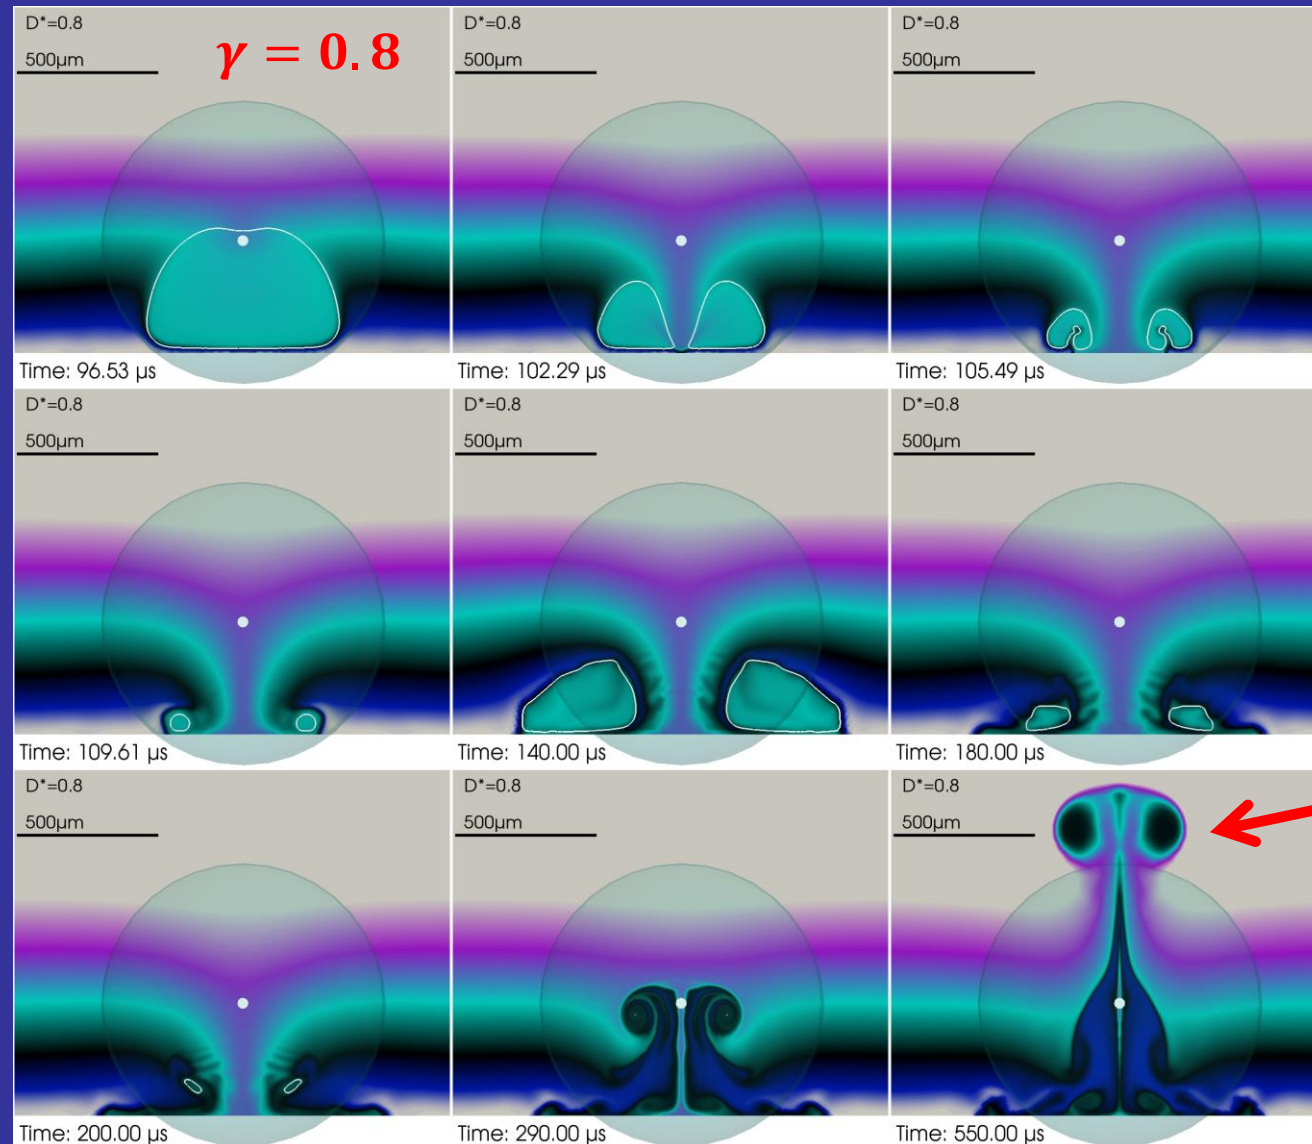 D*=0.8
γ = 0.8
500µm
Time: 96.53 µs
D*=0.8
500µm
Time: 102.29 µs
D*=0.8
500µm
Time: 105.49 µs
D*=0.8
500µm
Time: 109.61 µs
D*=0.8
500µm
Time: 140.00 µs
D*=0.8
500µm
Time: 180.00 µs
D*=0.8
500µm
Time: 200.00 µs
D*=0.8
500µm
Time: 290.00 µs
D*=0.8
500µm
Time: 550.00 µs